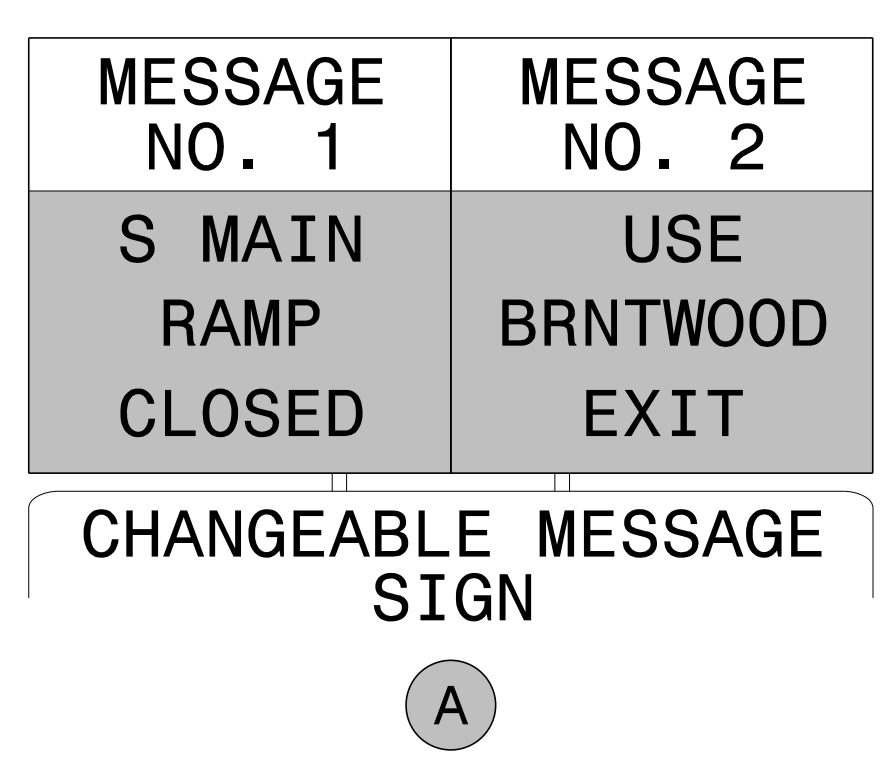 MESSAGE
NO. 1
MESSAGE
NO. 2
S MAIN
RAMP
CLOSED
USE
BRNTWOOD
EXIT
CHANGEABLE MESSAGE
SIGN
A